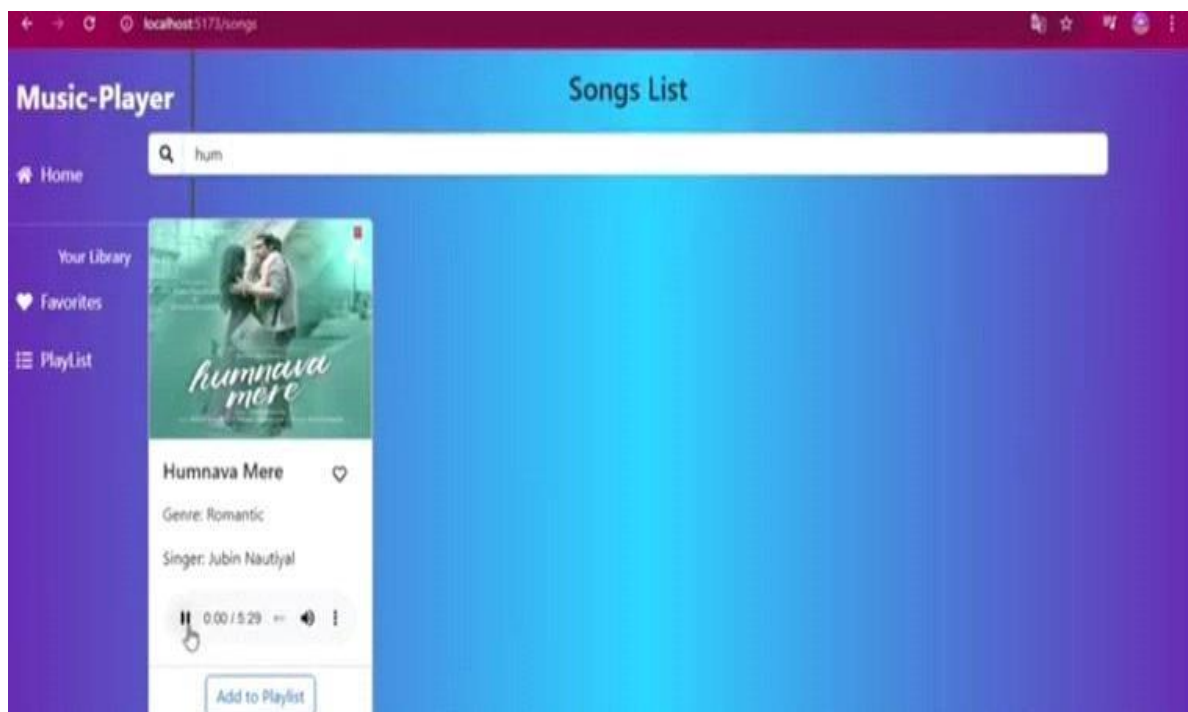 localhost:5173/songs
Music-Player
Songs List
hum
Home
Your Library
Favorites
PlayList
humnava
mere
Humnava Mere
Genre: Romantic
Singer: Jubin Nautiyal
0:00 / 5:29
Add to Playlist